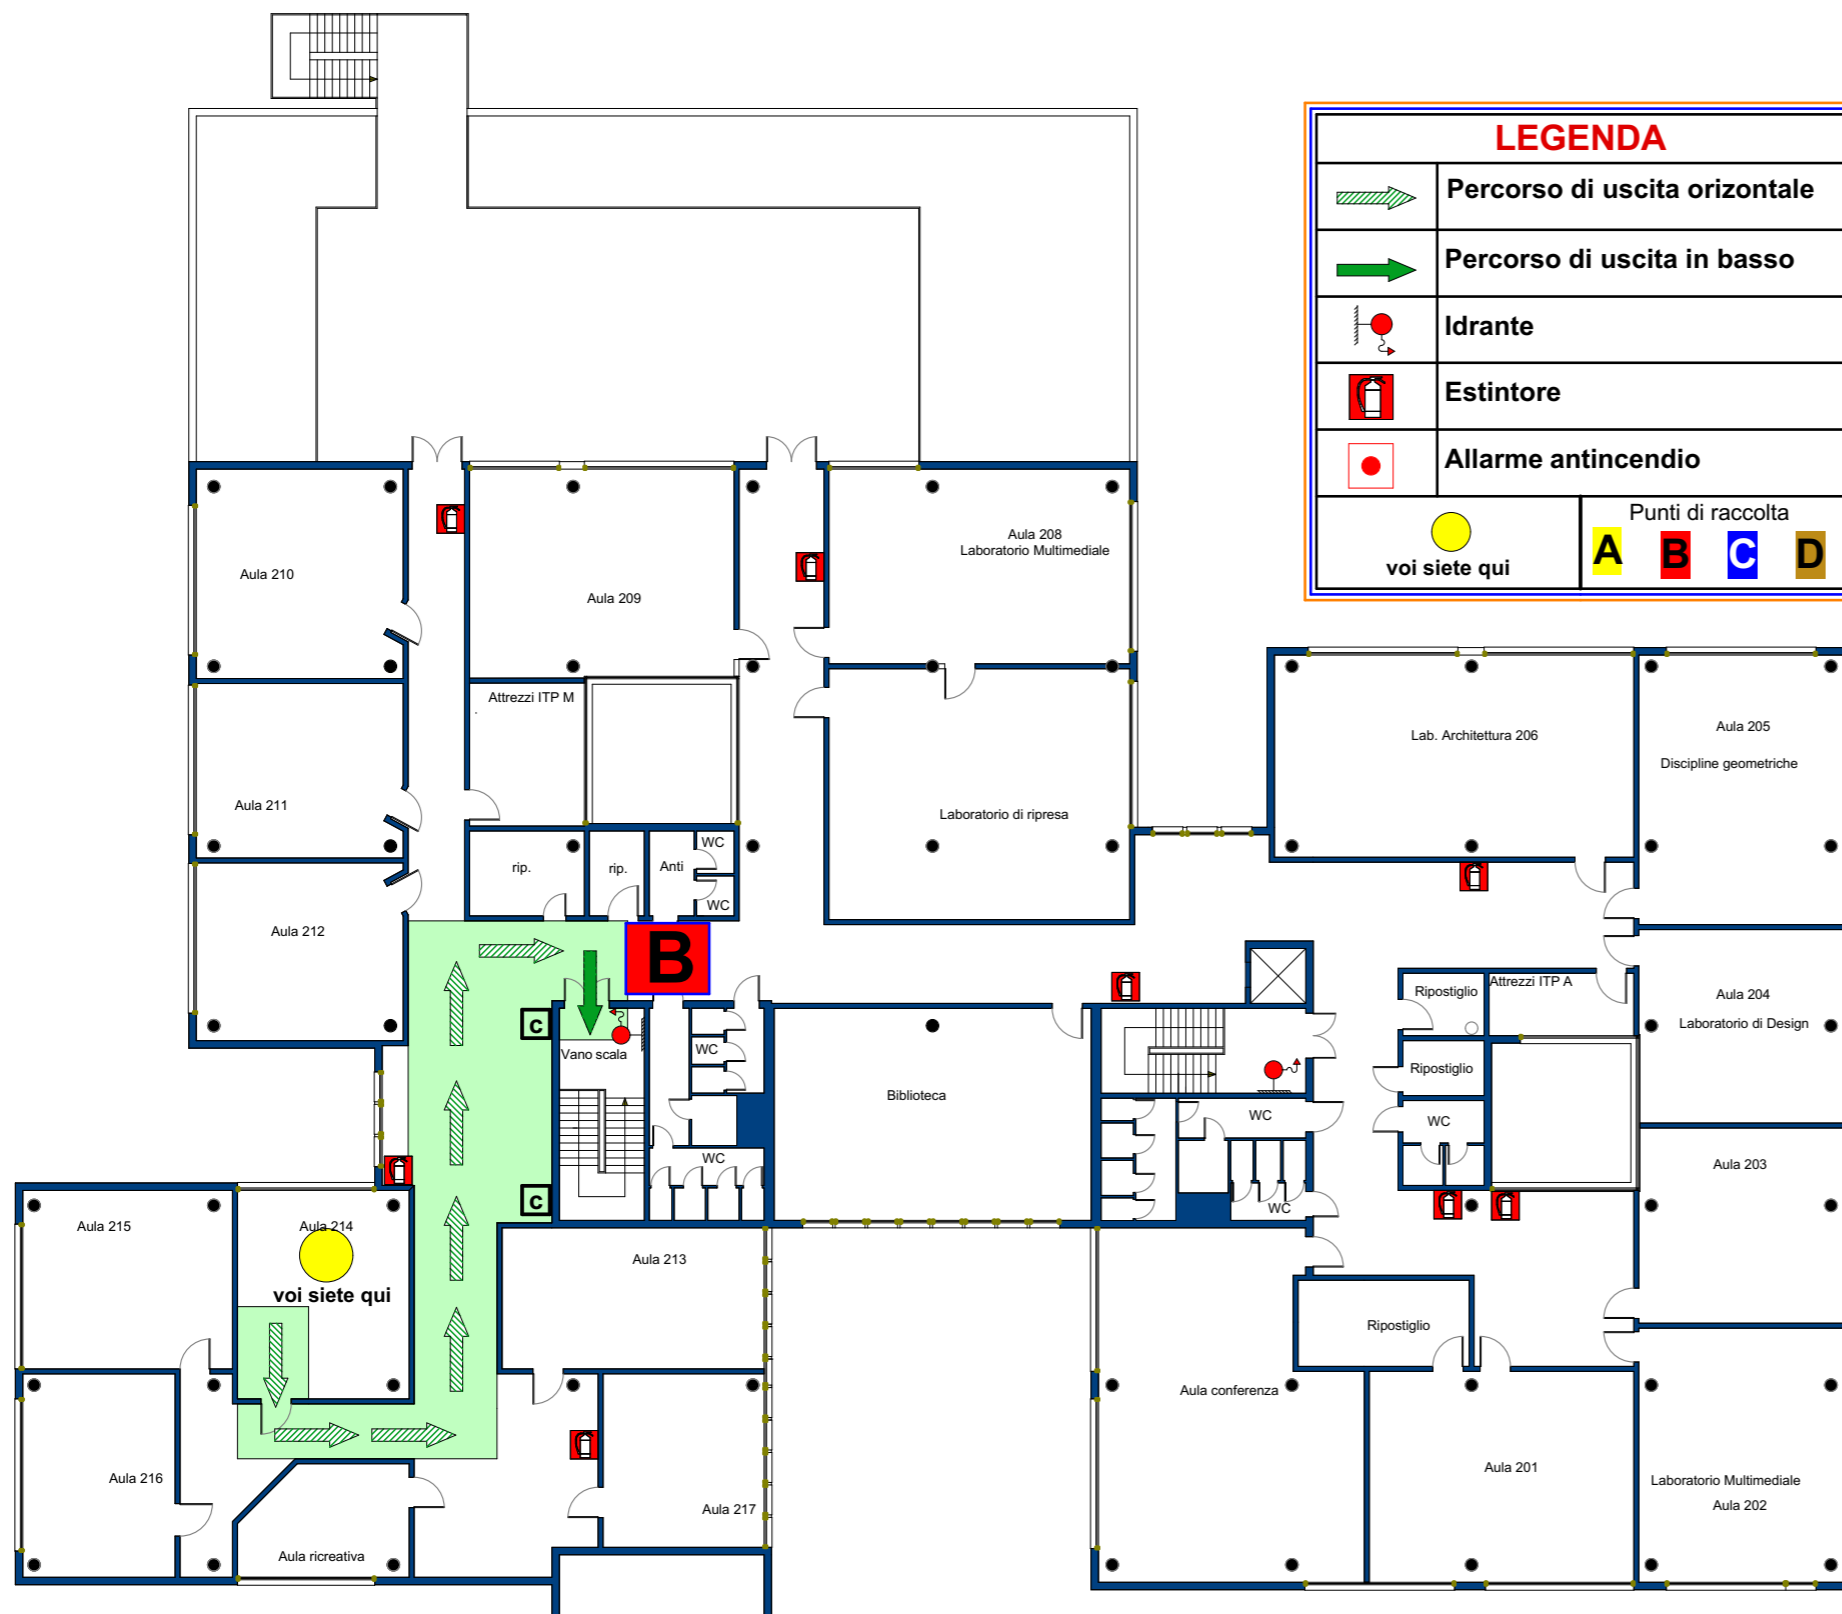 LEGENDA
Percorso di uscita orizontale
Percorso di uscita in basso
Idrante
Estintore
Allarme antincendio
voi siete qui
Punti di raccolta
A B C D
Aula 210
Aula 209
Aula 208
Laboratorio Multimediale
Attrezzi ITP M
Aula 211
Laboratorio di ripresa
Lab. Architettura 206
Aula 205
Discipline geometriche
rip.
rip.
Anti
WC
WC
Aula 212
B
Attrezzi ITP A
Ripostiglio
Aula 204
Laboratorio di Design
c
Vano scala
WC
Biblioteca
Ripostiglio
WC
WC
WC
Aula 203
c
WC
Aula 215
Aula 214
voi siete qui
Aula 213
Ripostiglio
Aula conferenza
Aula 216
Aula 217
Aula 201
Laboratorio Multimediale
Aula 202
Aula ricreativa